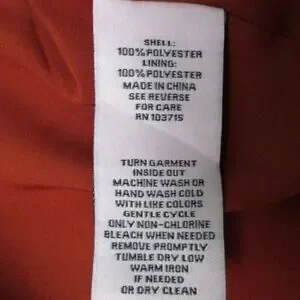 SHELL:
100% POLYESTER
LINING:
100% POLYESTER
MADE IN CHINA
SEE REVERSE
FOR CARE
RN 103715
TURN GARMENT
INSIDE OUT
MACHINE WASH OR
HAND WASH COLD
WITH LIKE COLORS
GENTLE CYCLE
ONLY NON-CHLORINE
BLEACH WHEN NEEDED
REMOVE PROMPTLY
TUMBLE DRY LOW
WARM IRON
IF NEEDED
OR DRY CLEAN